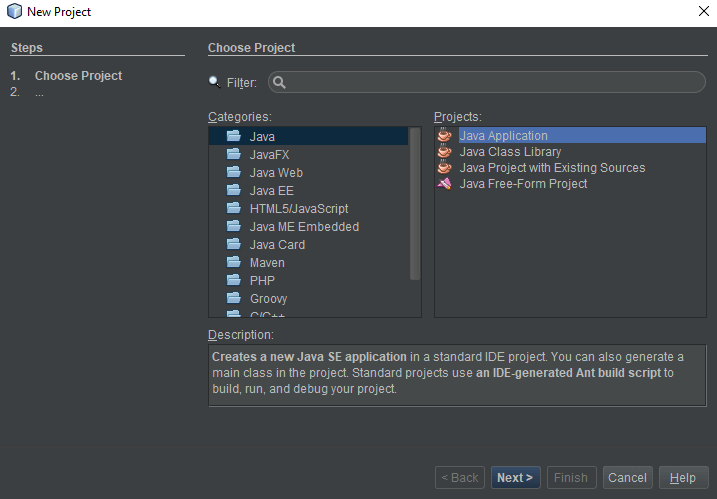 New Project
Steps
1. Choose Project
2. ...
Choose Project
Filter:
Categories:
Java
JavaFX
Java Web
Java EE
HTML5/JavaScript
Java ME Embedded
Java Card
Maven
PHP
Groovy
C/C++
Projects:
Java Application
Java Class Library
Java Project with Existing Sources
Java Free-Form Project
Description:
Creates a new Java SE application in a standard IDE project. You can also generate a
main class in the project. Standard projects use an IDE-generated Ant build script to
build, run, and debug your project.
< Back Next > Finish Cancel Help